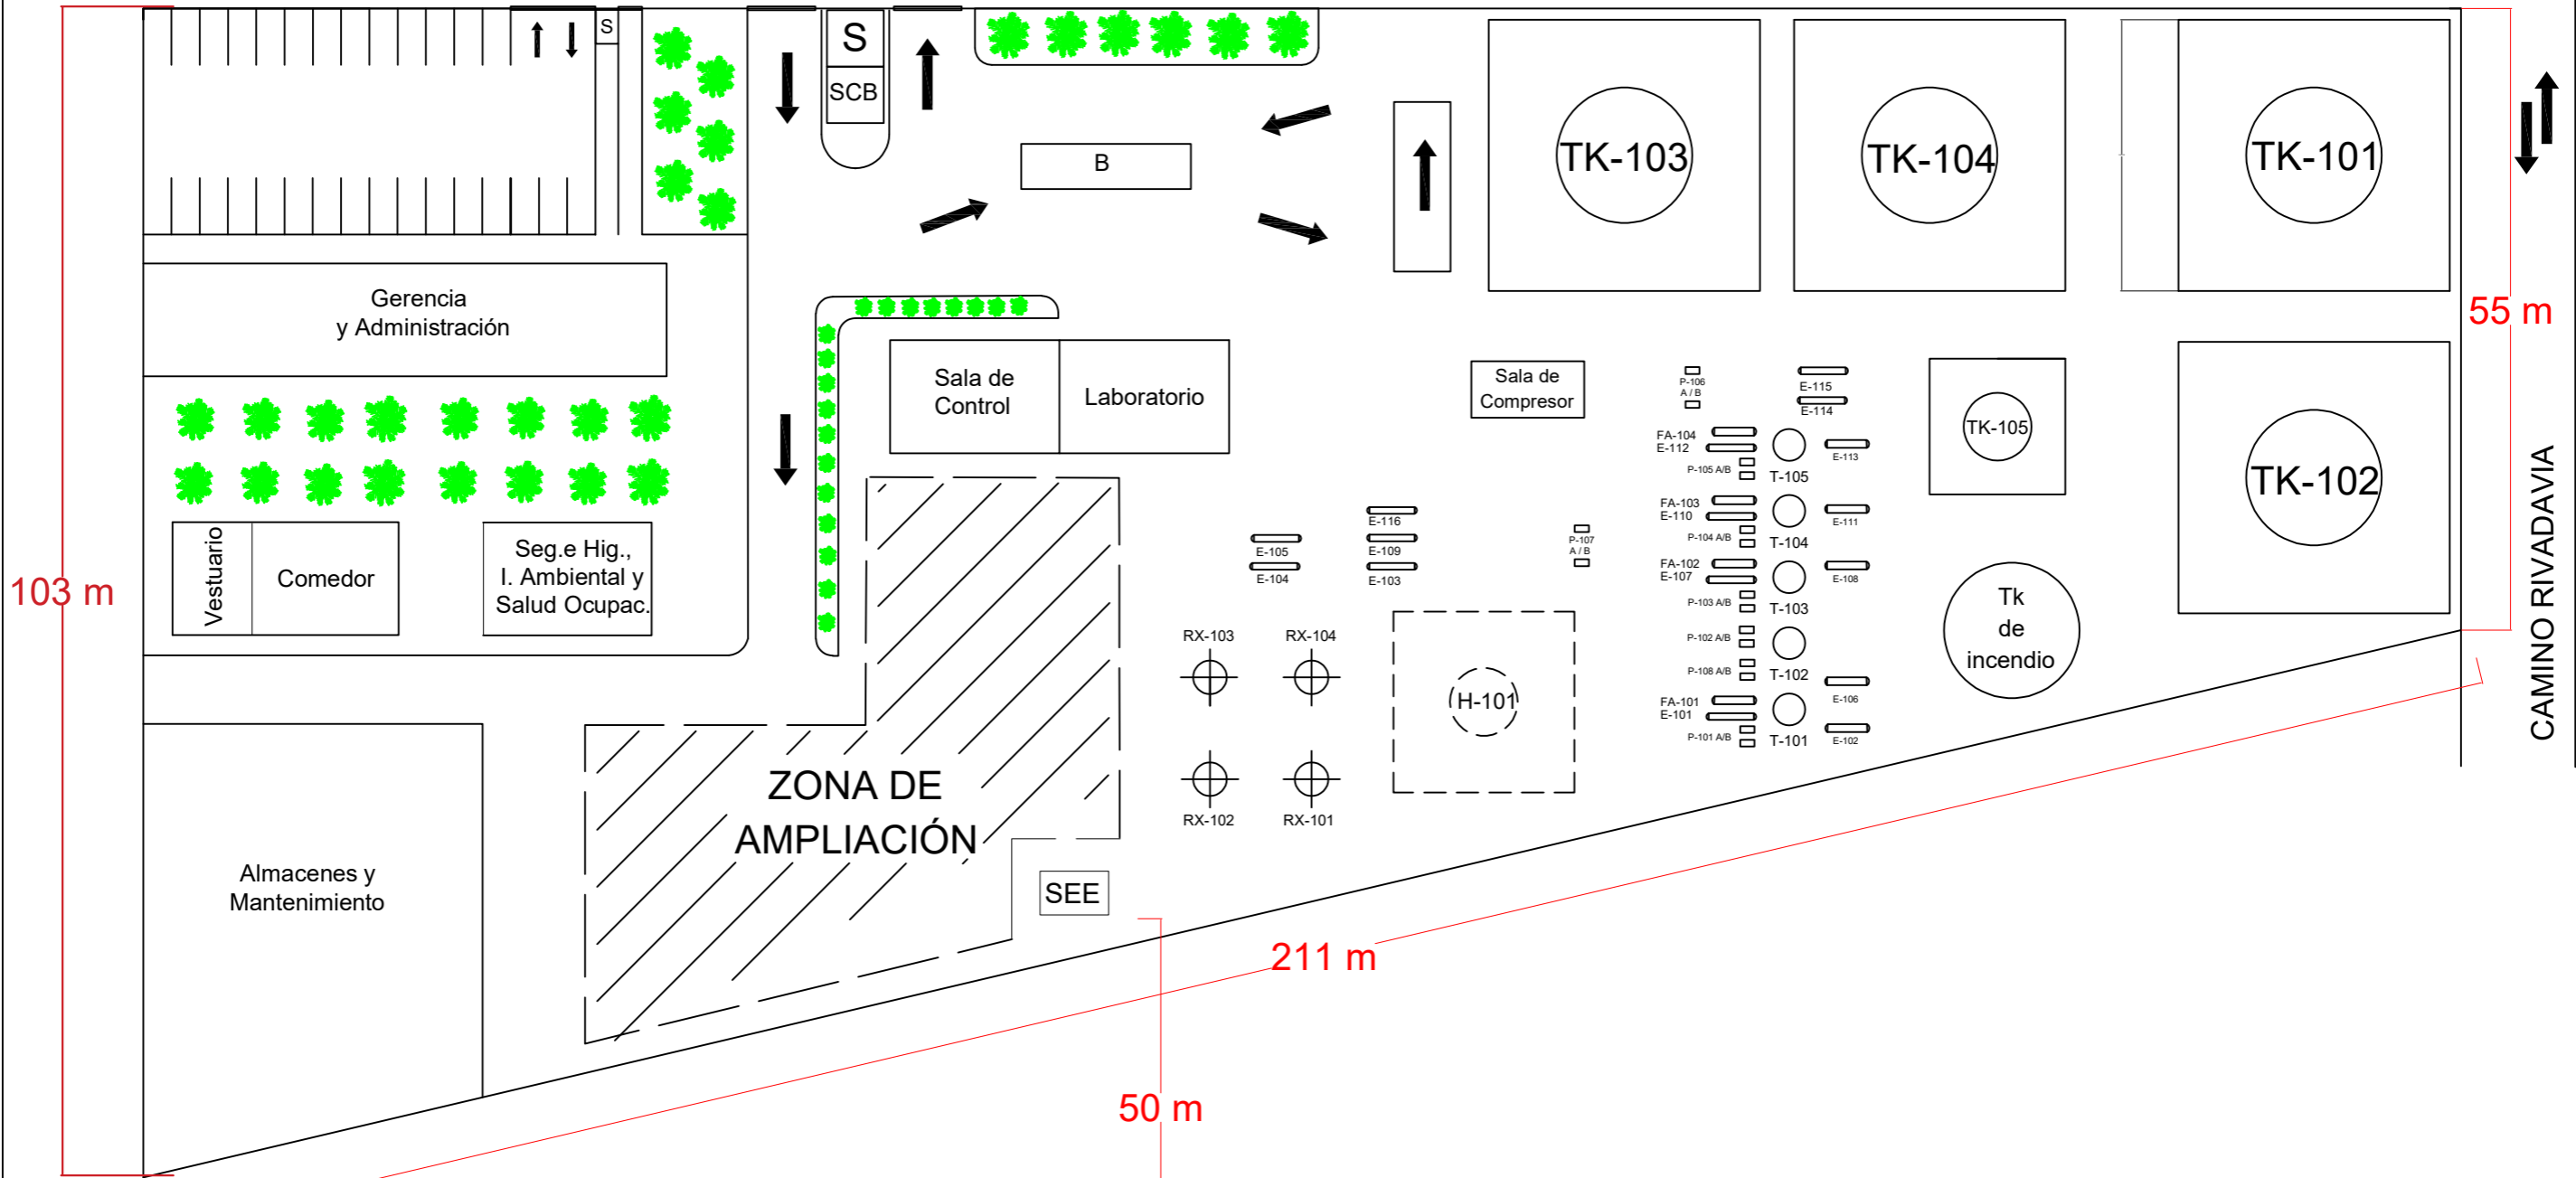 S
S
SCB
B
TK-103
TK-104
TK-101
Gerencia
y Administración
55 m
Sala de
Control
Laboratorio
Sala de
Compresor
P-106
A / B
E-115
E-114
TK-105
FA-104
E-112
P-105 A/B
T-105
E-113
TK-102
FA-103
E-110
P-104 A/B
T-104
E-111
E-116
E-109
E-103
E-105
E-104
P-107
A / B
FA-102
E-107
P-103 A/B
T-103
E-108
Vestuario
Comedor
Seg.e Hig.,
I. Ambiental y
Salud Ocupac.
103 m
Tk
de
incendio
CAMINO RIVADAVIA
RX-103
RX-104
P-102 A/B
P-108 A/B
T-102
E-106
H-101
FA-101
E-101
P-101 A/B
T-101
E-102
RX-102
RX-101
ZONA DE
AMPLIACIÓN
Almacenes y
Mantenimiento
SEE
211 m
50 m